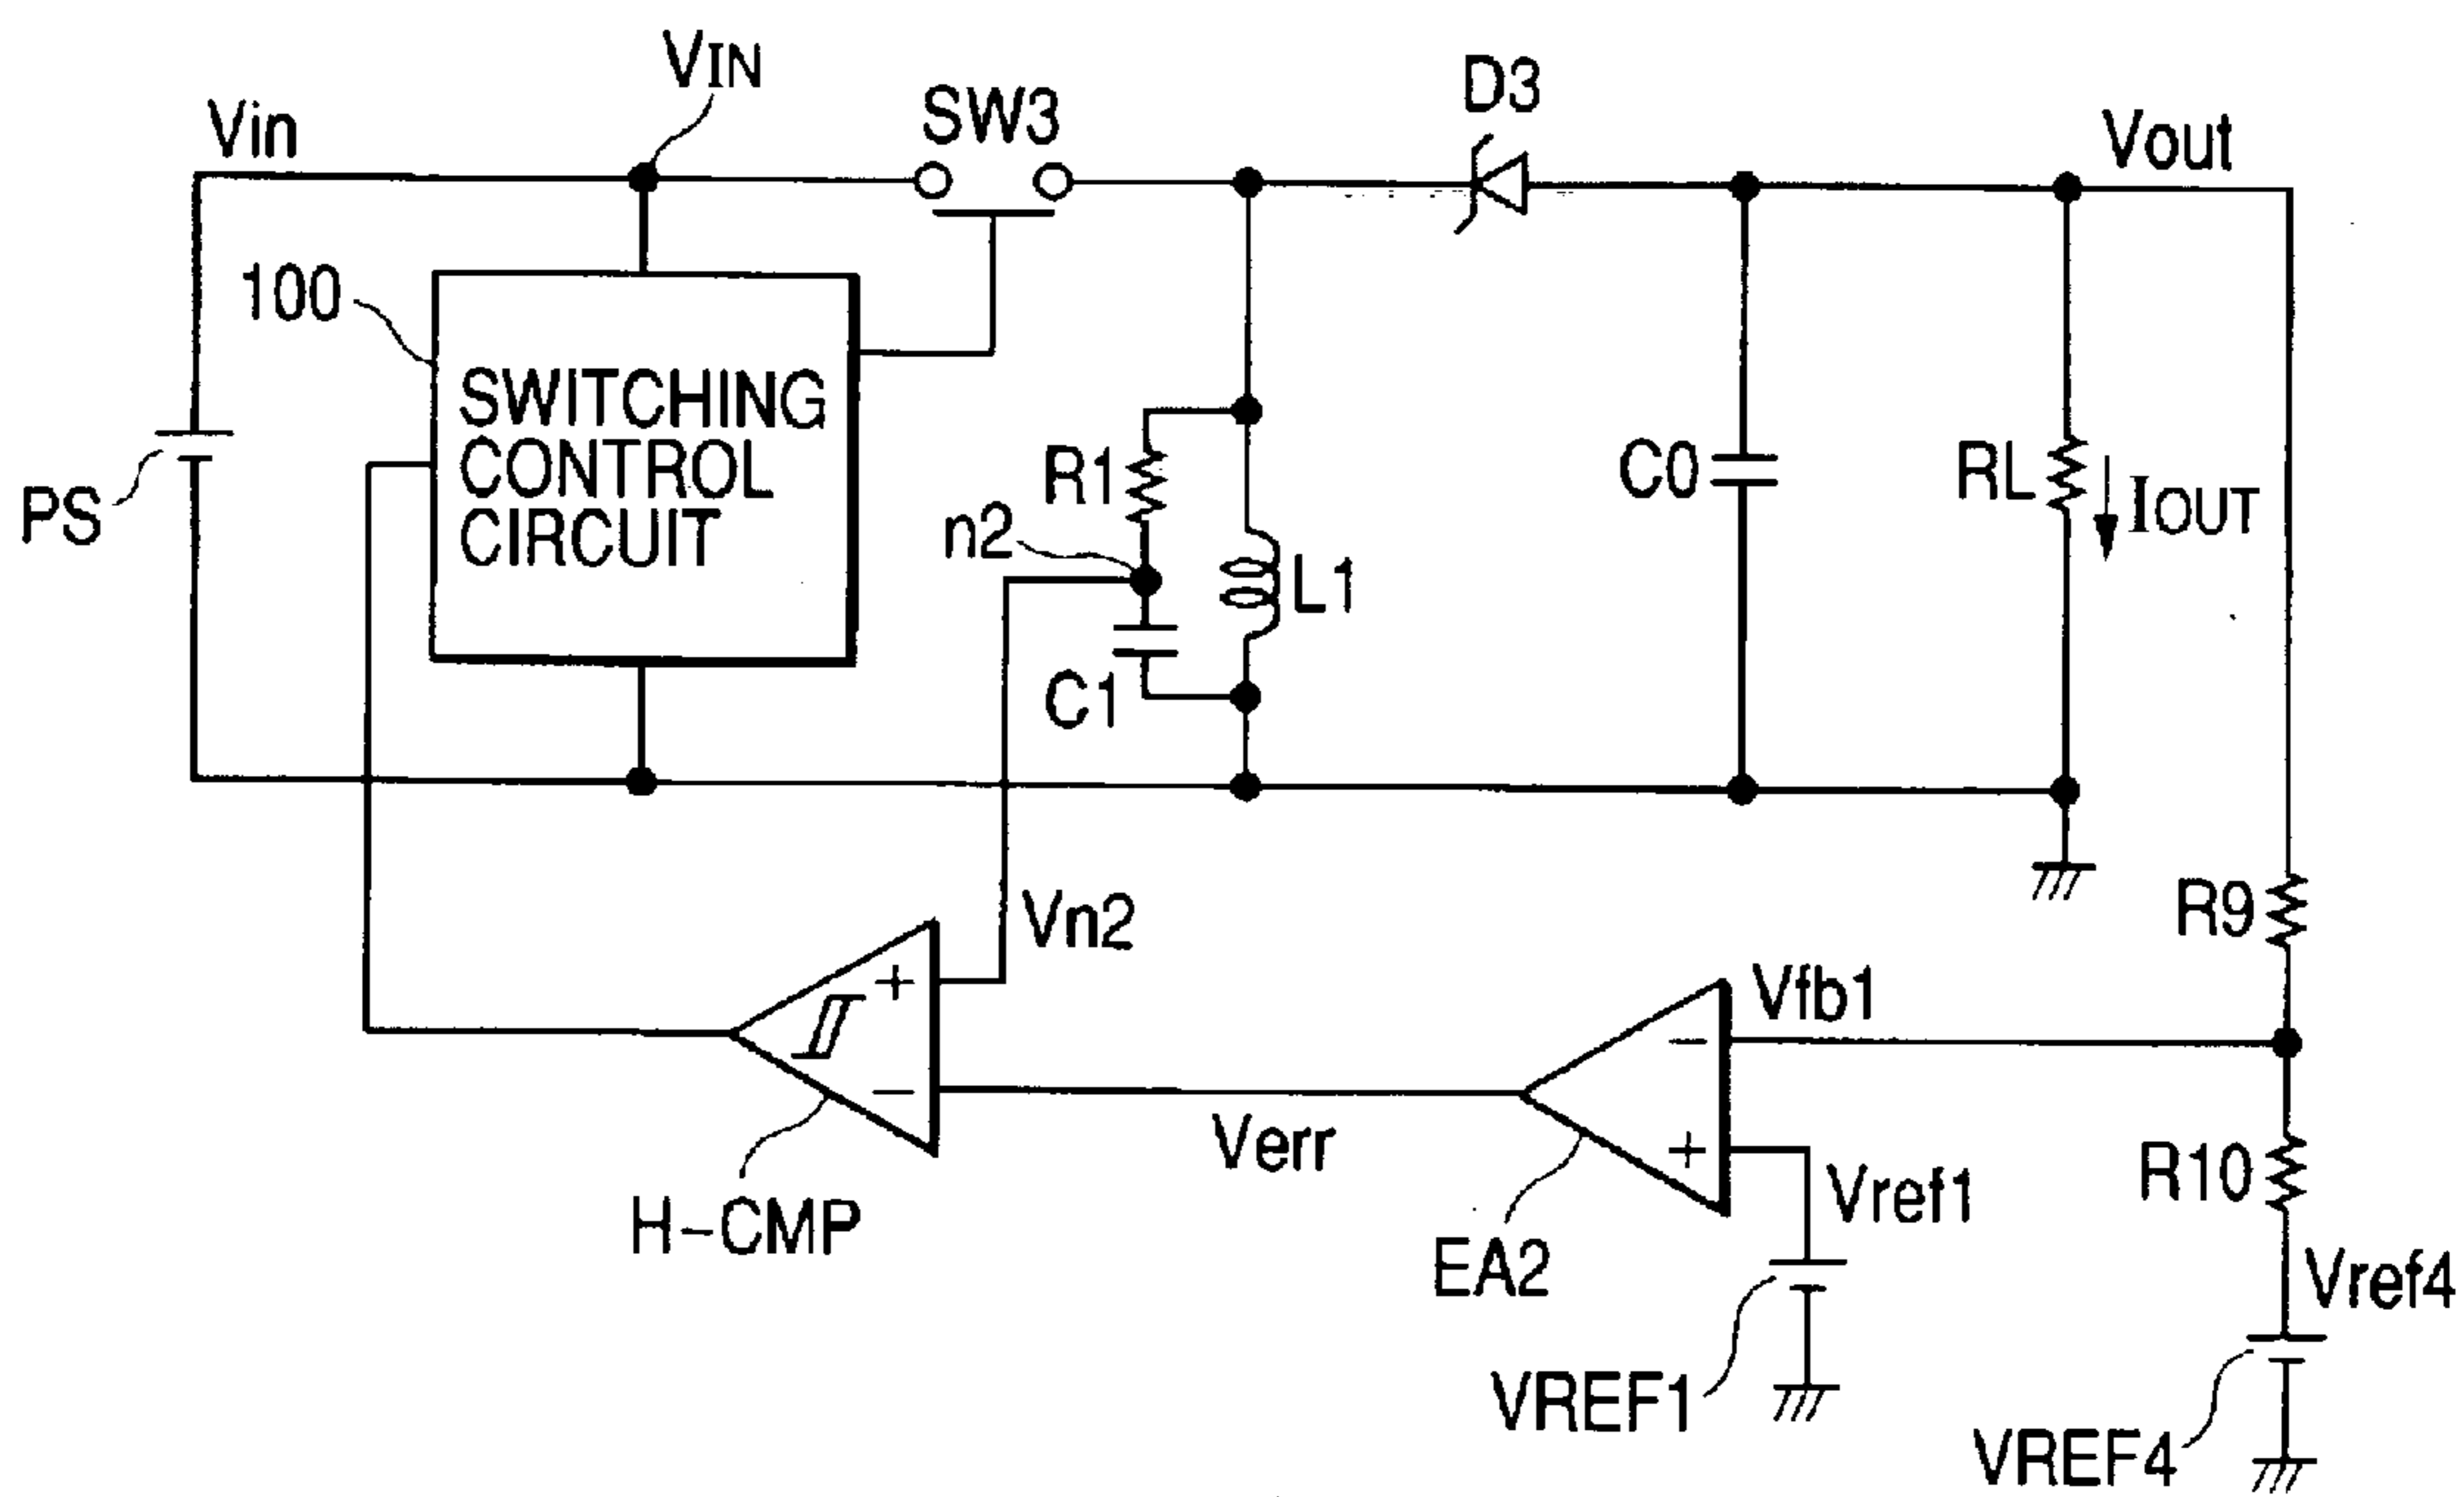 VIN
Vin
SW3
D3
Vout
100
SWITCHING
CONTROL
CIRCUIT
PS
R1
n2
L1
C1
C0
RL
IOUT
Vn2
R9
+
−
H-CMP
Verr
Vfb1
−
+
EA2
Vref1
R10
VREF1
Vref4
VREF4